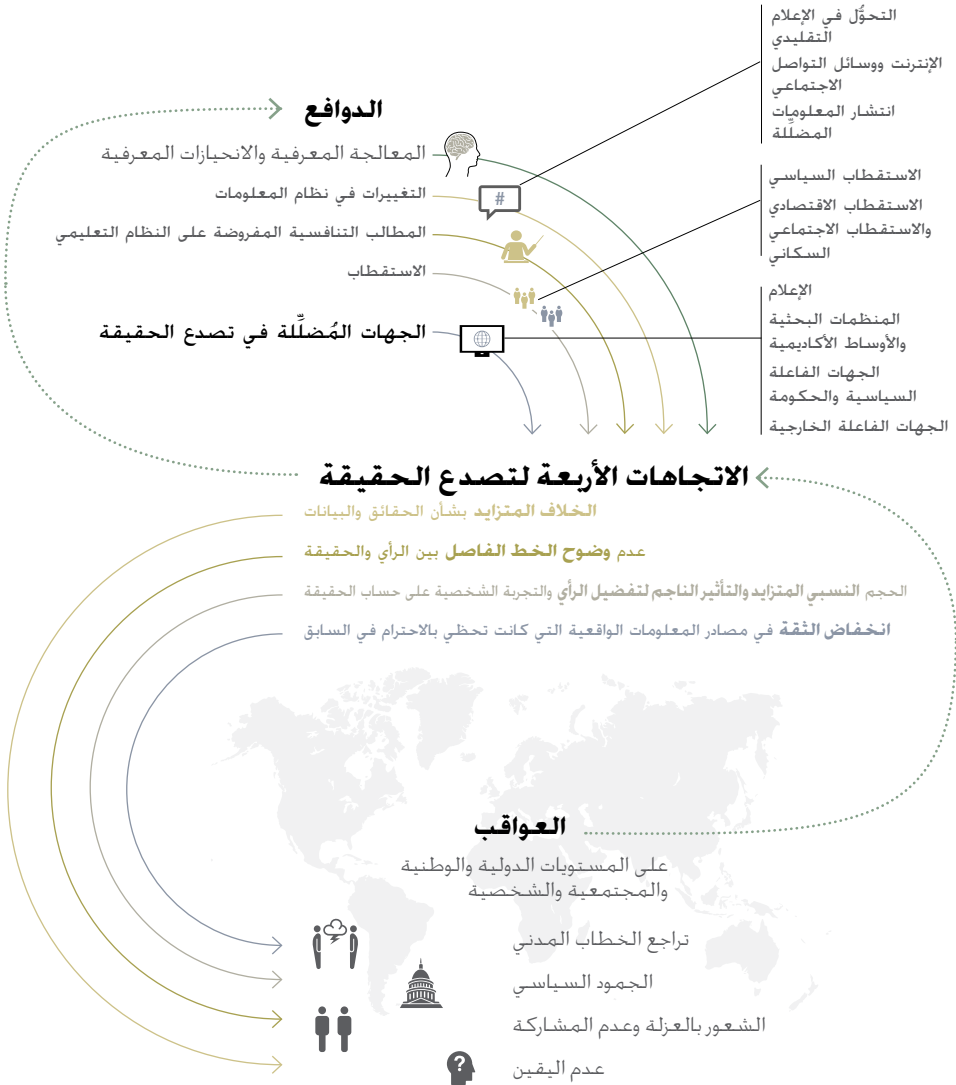 التحوُّل في الإعلام
التقليدي
الإنترنت ووسائل التواصل
الاجتماعي
انتشار المعلومات
المضلِّلة
الدوافع
المعالجة المعرفية والانحيازات المعرفية
التغييرات في نظام المعلومات
#
المطالب التنافسية المفروضة على النظام التعليمي
الاستقطاب
الاستقطاب السياسي
الاستقطاب الاقتصادي
والاستقطاب الاجتماعي
السكاني
الجهات المُضلِّلة في تصدع الحقيقة
الإعلام
المنظمات البحثية
والأوساط الأكاديمية
الجهات الفاعلة
السياسية والحكومة
الجهات الفاعلة الخارجية
الاتجاهات الأربعة لتصدع الحقيقة
الخلاف المتزايد بشأن الحقائق والبيانات
عدم وضوح الخط الفاصل بين الرأي والحقيقة
الحجم النسبي المتزايد والتأثير الناجم لتفضيل الرأي والتجربة الشخصية على حساب الحقيقة
انخفاض الثقة في مصادر المعلومات الواقعية التي كانت تحظي بالاحترام في السابق
العواقب
على المستويات الدولية والوطنية
والمجتمعية والشخصية
تراجع الخطاب المدني
الجمود السياسي
الشعور بالعزلة وعدم المشاركة
عدم اليقين
?